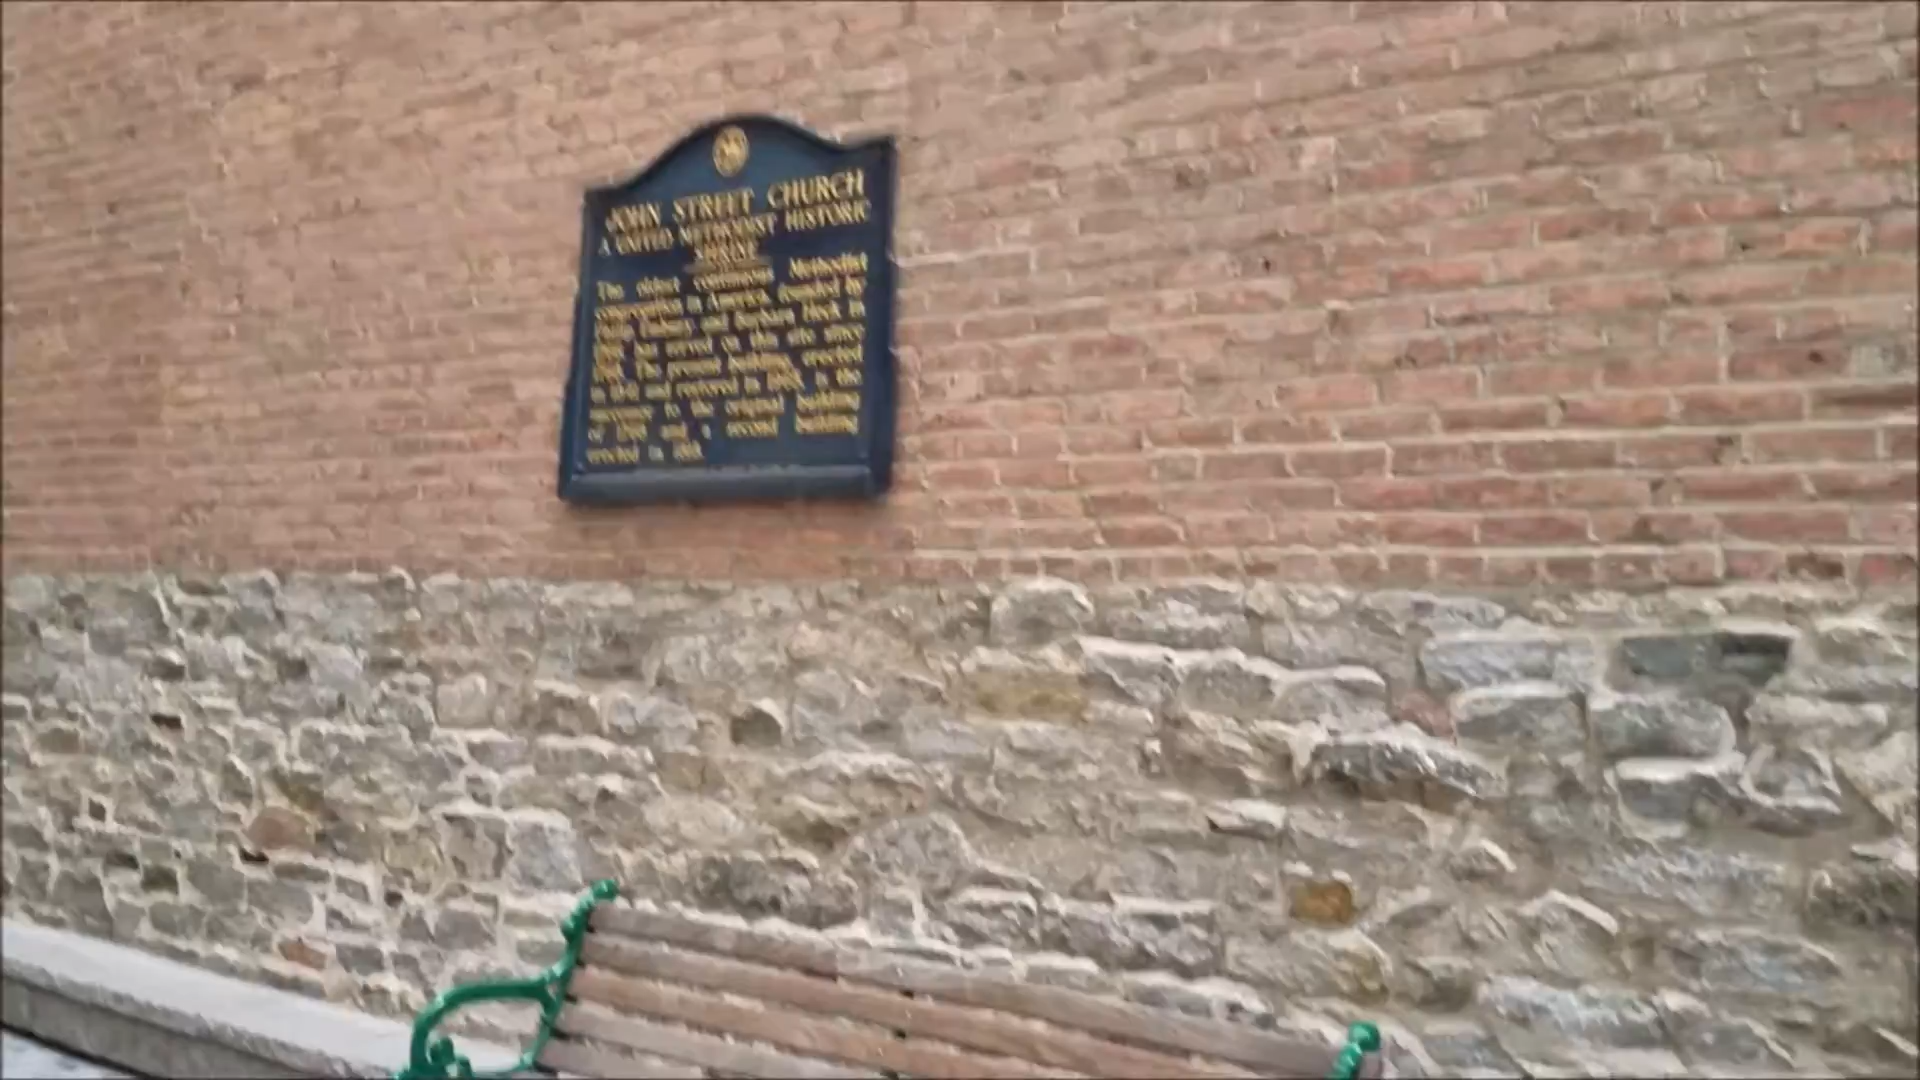 JOHN STREET CHURCH
A UNITED METHODIST HISTORIC
SHRINE
The oldest continuous Methodist
congregation in America, founded by
Philip Embury and Barbara Heck in
has served on this site since
The present building, erected
in 1841 and restored in is the
successor to the original building
of and a second building
erected in